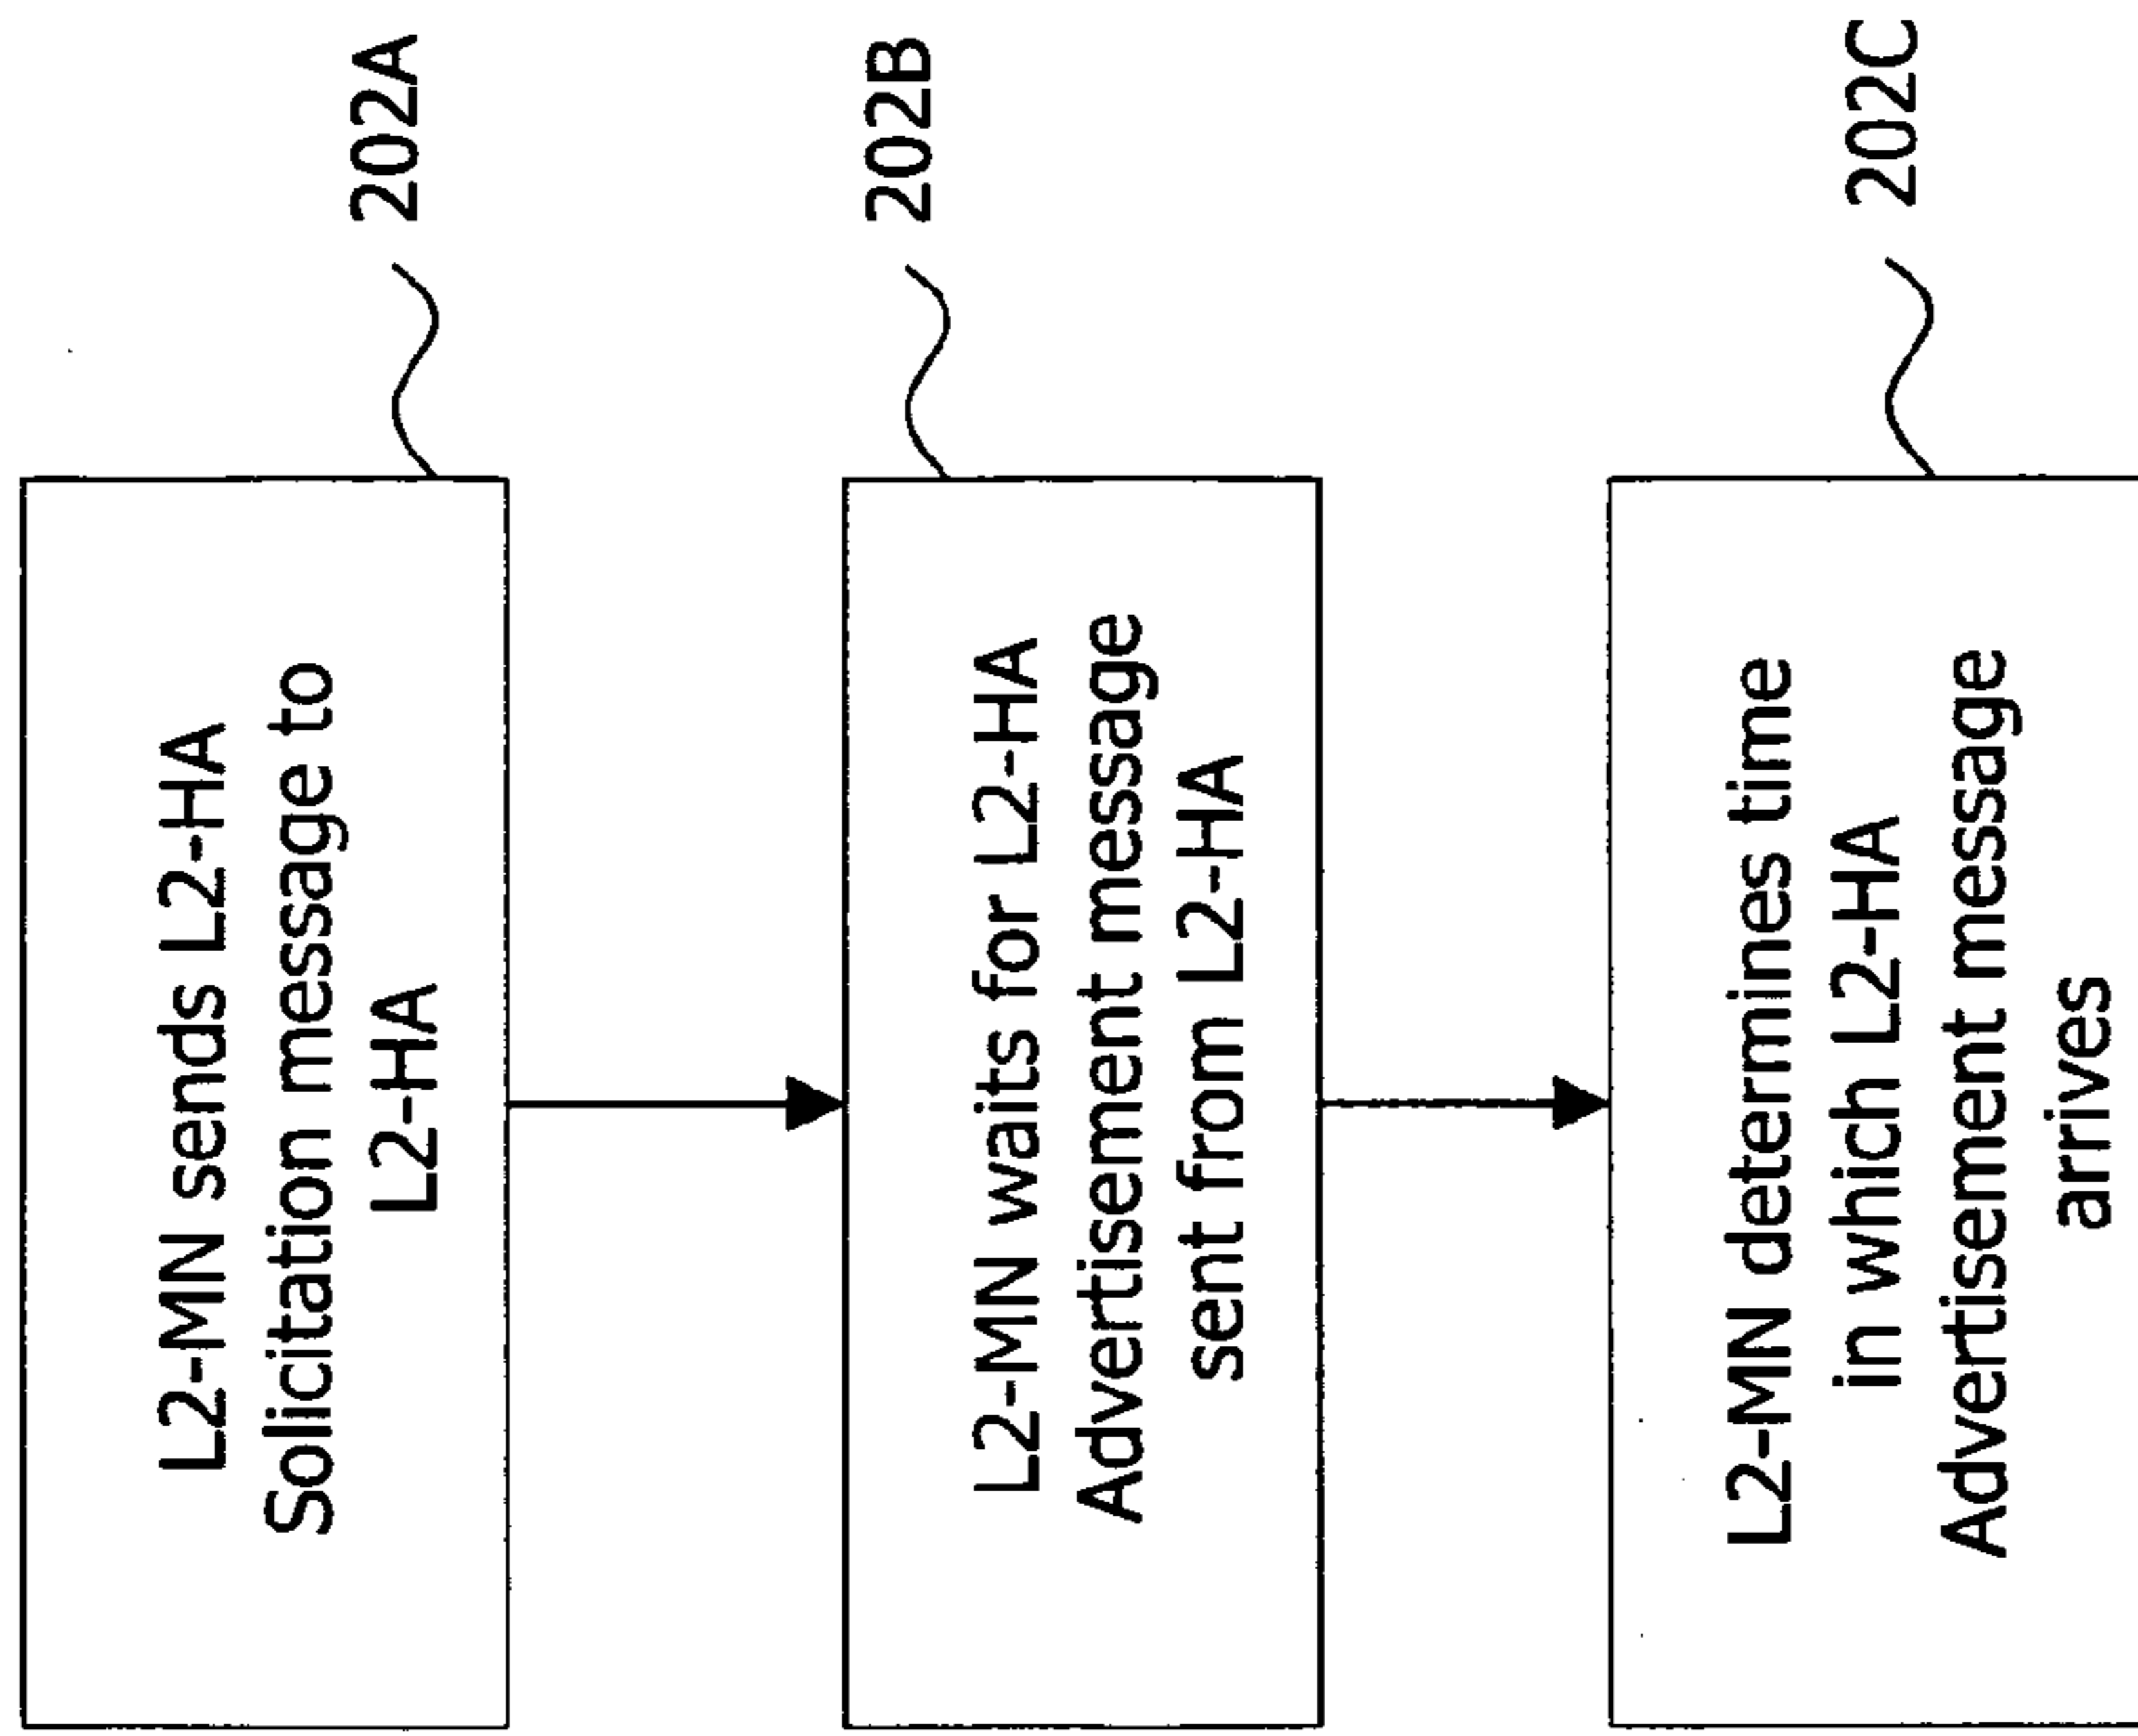 L2-MN sends L2-HA
Solicitation message to
L2-HA
202A
L2-MN waits for L2-HA
Advertisement message
sent from L2-HA
202B
L2-MN determines time
in which L2-HA
Advertisement message
arrives
202C